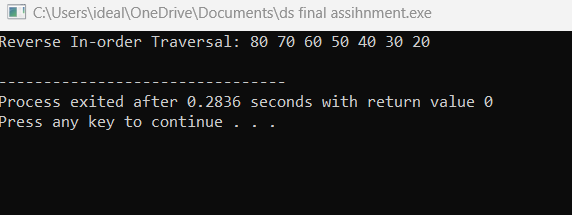 C:\Users\ideal\OneDrive\Documents\ds final assihnment.exe
Reverse In-order Traversal: 80 70 60 50 40 30 20
--------------------------------
Process exited after 0.2836 seconds with return value 0
Press any key to continue . . .